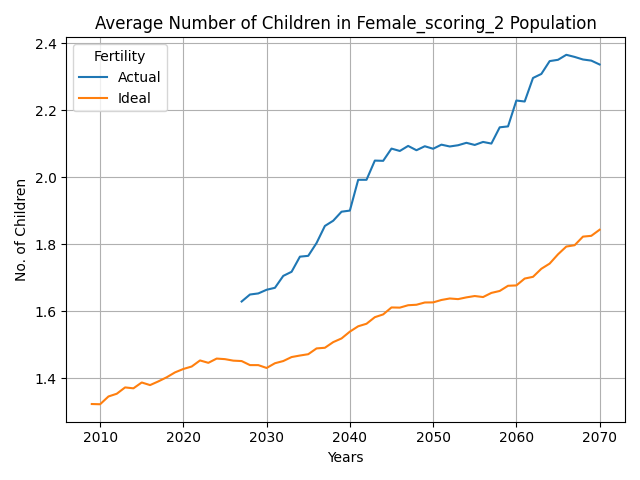 Average Number of Children in Female_scoring_2 Population
Fertility
Actual
Ideal
No. of Children
2.4
2.2
2.0
1.8
1.6
1.4
2010 2020 2030 2040 2050 2060 2070
Years